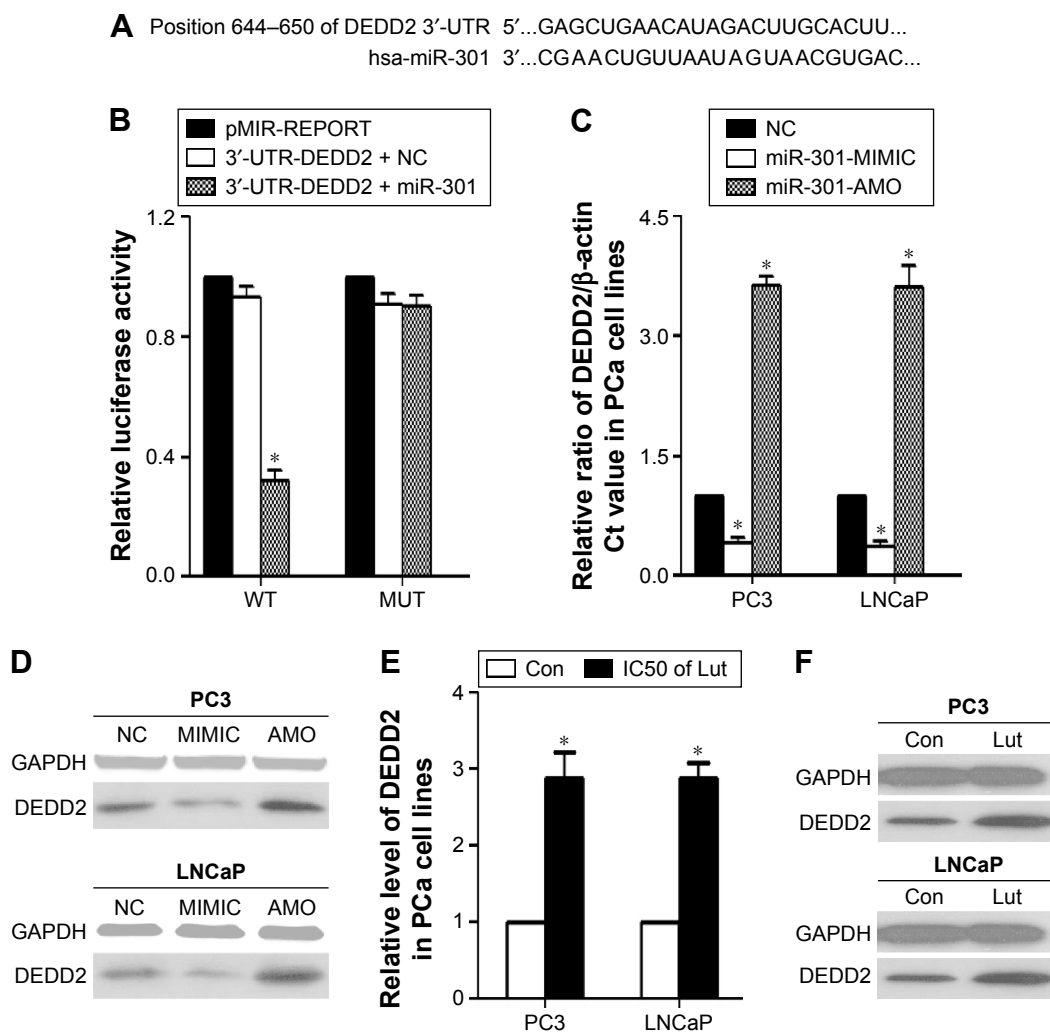 A Position 644–650 of DEDD2 3′-UTR 5′...GAGCUGAACAUAGACUUGCACUU...
hsa-miR-301 3′...CGAACUGUUAAUAGUAACGUGAC...
B
pMIR-REPORT
3′-UTR-DEDD2 + NC
3′-UTR-DEDD2 + miR-301
Relative luciferase activity
1.2
0.8
0.4
0.0
*
WT MUT
C
NC
miR-301-MIMIC
miR-301-AMO
Relative ratio of DEDD2/β-actin
Ct value in PCa cell lines
4.5
3.0
1.5
0.0
* * * *
PC3 LNCaP
D
PC3
NC MIMIC AMO
GAPDH
DEDD2
LNCaP
NC MIMIC AMO
GAPDH
DEDD2
E
Con IC50 of Lut
Relative level of DEDD2
in PCa cell lines
4
3
2
1
0
* *
PC3 LNCaP
F
PC3
Con Lut
GAPDH
DEDD2
LNCaP
Con Lut
GAPDH
DEDD2